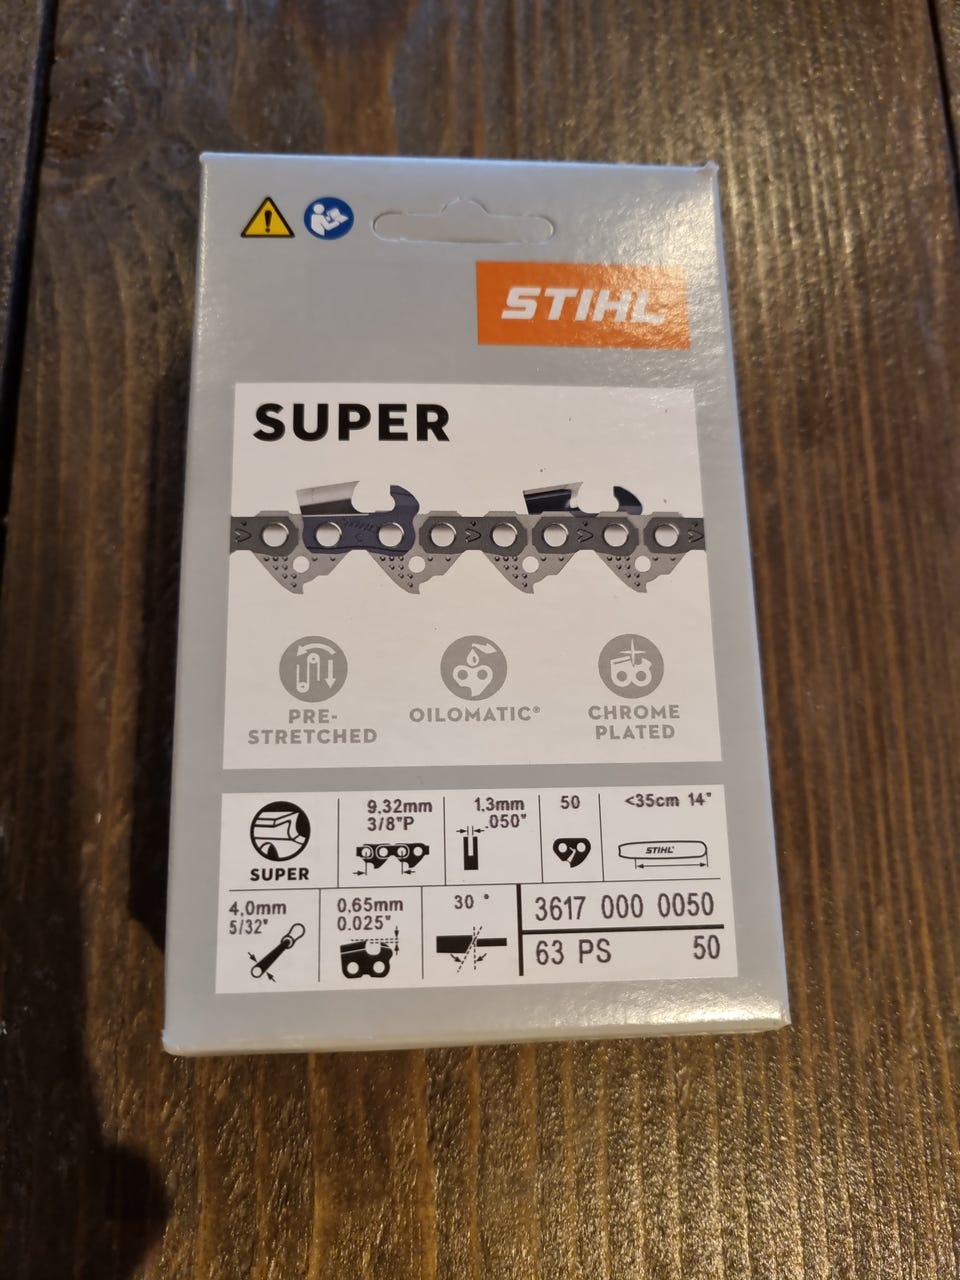 STIHL
SUPER
PRE-
STRETCHED
OILOMATIC®
CHROME
PLATED
SUPER
9,32mm
3/8"P
1,3mm
.050"
50
<35cm 14"
STIHL
4,0mm
5/32"
0,65mm
0.025"
30 °
3617 000 0050
63 PS 50